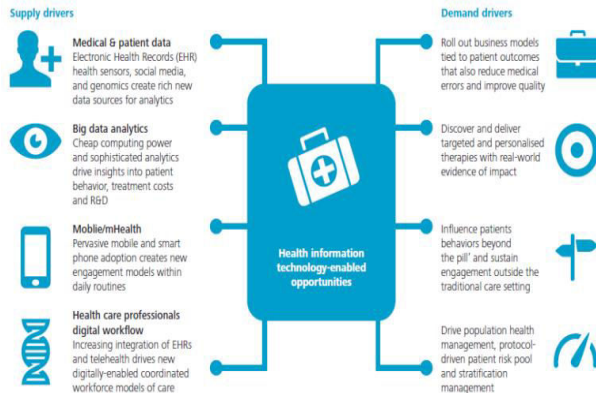 Supply drivers
Medical & patient data
Electronic Health Records (EHR)
health sensors, social media,
and genomics create rich new
data sources for analytics
Big data analytics
Cheap computing power
and sophisticated analytics
drive insights into patient
behavior, treatment costs
and R&D
Moblie/mHealth
Pervasive mobile and smart
phone adoption creates new
engagement models within
daily routines
Health care professionals
digital workflow
Increasing integration of EHRs
and telehealth drives new
digitally-enabled coordinated
workforce models of care
Health information
technology-enabled
opportunities
Demand drivers
Roll out business models
tied to patient outcomes
that also reduce medical
errors and improve quality
Discover and deliver
targeted and personalised
therapies with real-world
evidence of impact
Influence patients
behaviors beyond
the pill’ and sustain
engagement outside the
traditional care setting
Drive population health
management, protocol-
driven patient risk pool
and stratification
management